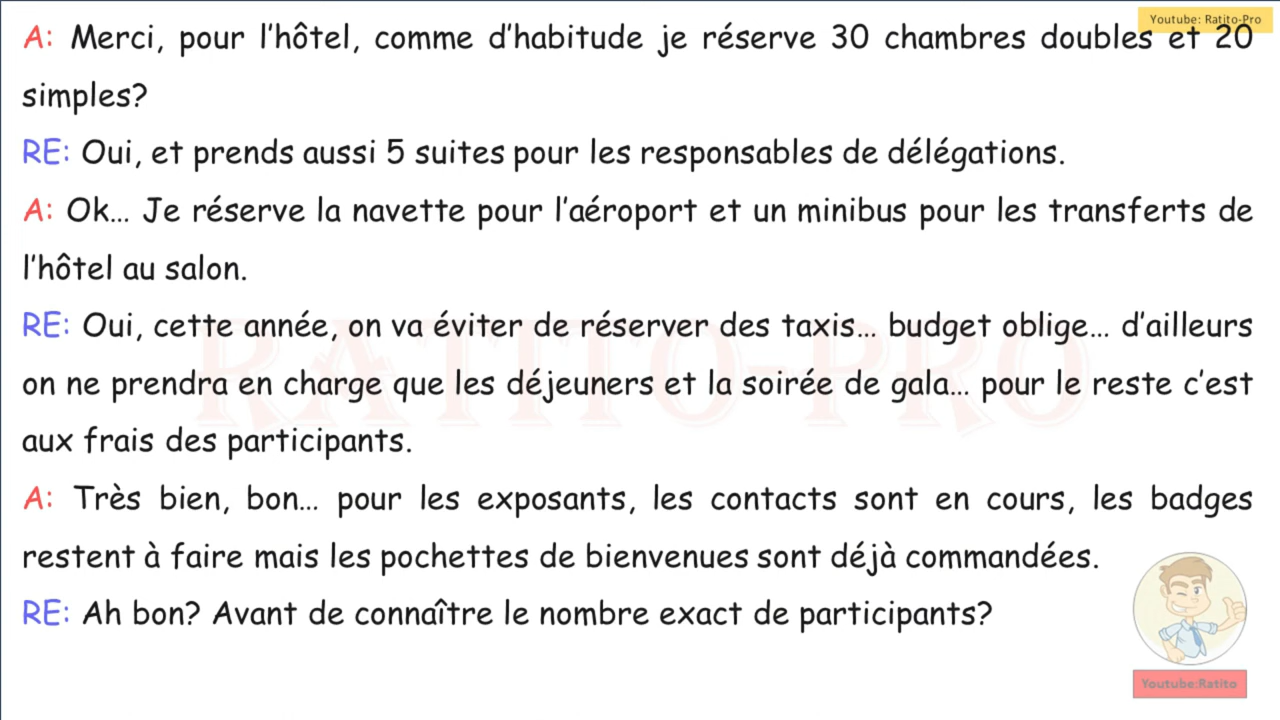 Youtube: Ratito-Pro
A: Merci, pour l'hôtel, comme d'habitude je réserve 30 chambres doubles et 20
simples?
RE: Oui, et prends aussi 5 suites pour les responsables de délégations.
A: Ok... Je réserve la navette pour l'aéroport et un minibus pour les transferts de
l'hôtel au salon.
RE: Oui, cette année, on va éviter de réserver des taxis... budget oblige... d'ailleurs
on ne prendra en charge que les déjeuners et la soirée de gala... pour le reste c'est
aux frais des participants.
A: Très bien, bon... pour les exposants, les contacts sont en cours, les badges
restent à faire mais les pochettes de bienvenues sont déjà commandées.
RE: Ah bon? Avant de connaître le nombre exact de participants?
RATITO-PRO
Youtube:Ratito